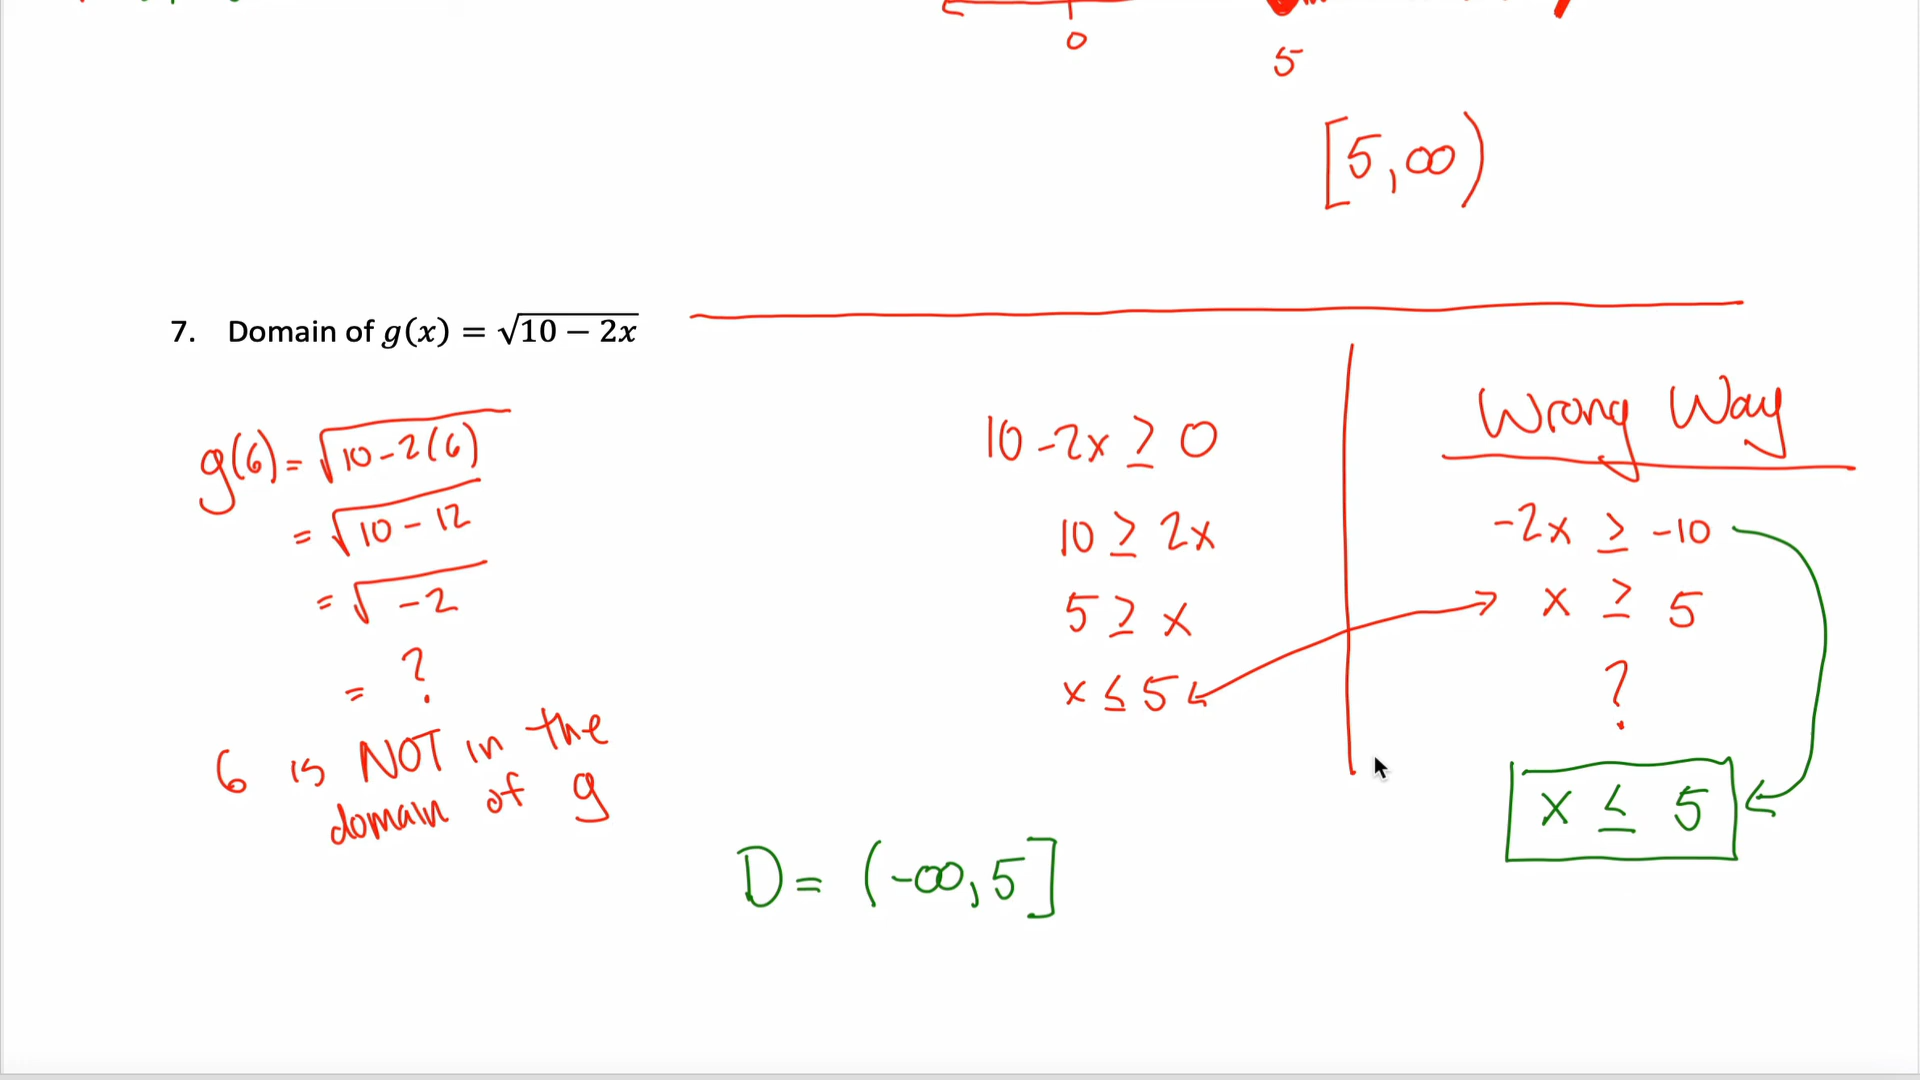 0
5
[5,∞)
7. Domain of g(x) = √10 − 2x
g(6) = √10-2(6)
= √10-12
= √-2
= ?
6 is NOT in the
domain of g
10-2x ≥ 0
10 ≥ 2x
5 ≥ x
x ≤ 5
D = (-∞,5]
Wrong Way
-2x ≥ -10
x ≥ 5
?
x ≤ 5